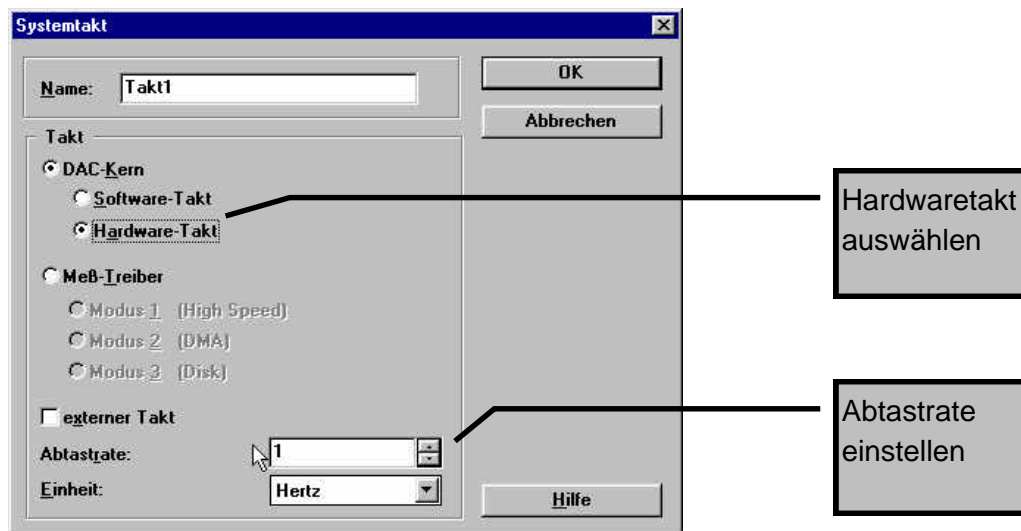 Systemtakt
Name: Takt1
OK
Abbrechen
Takt
DAC-Kern
Software-Takt
Hardware-Takt
Meß-Treiber
Modus 1 (High Speed)
Modus 2 (DMA)
Modus 3 (Disk)
externer Takt
Abtastrate: 1
Einheit: Hertz
Hilfe
Hardwaretakt
auswählen
Abtastrate
einstellen